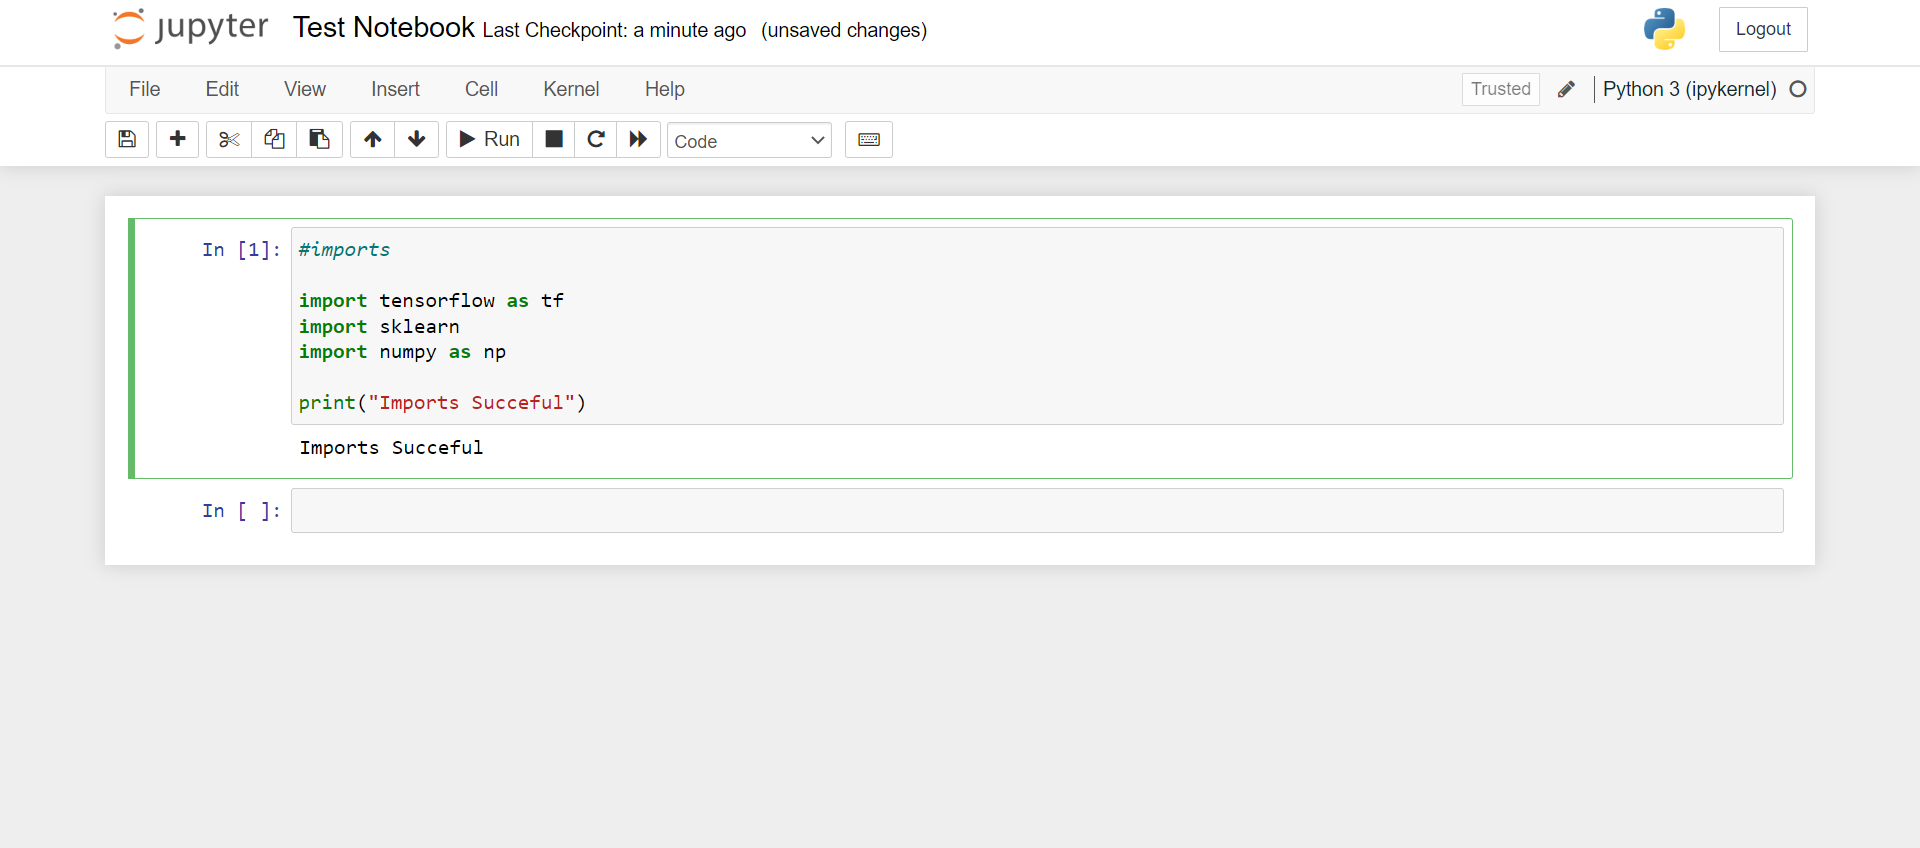 jupyter Test Notebook Last Checkpoint: a minute ago (unsaved changes) Logout
File Edit View Insert Cell Kernel Help Trusted Python 3 (ipykernel)
Run Code
In [1]: #imports
import tensorflow as tf
import sklearn
import numpy as np
print("Imports Succeful")
Imports Succeful
In [ ]: